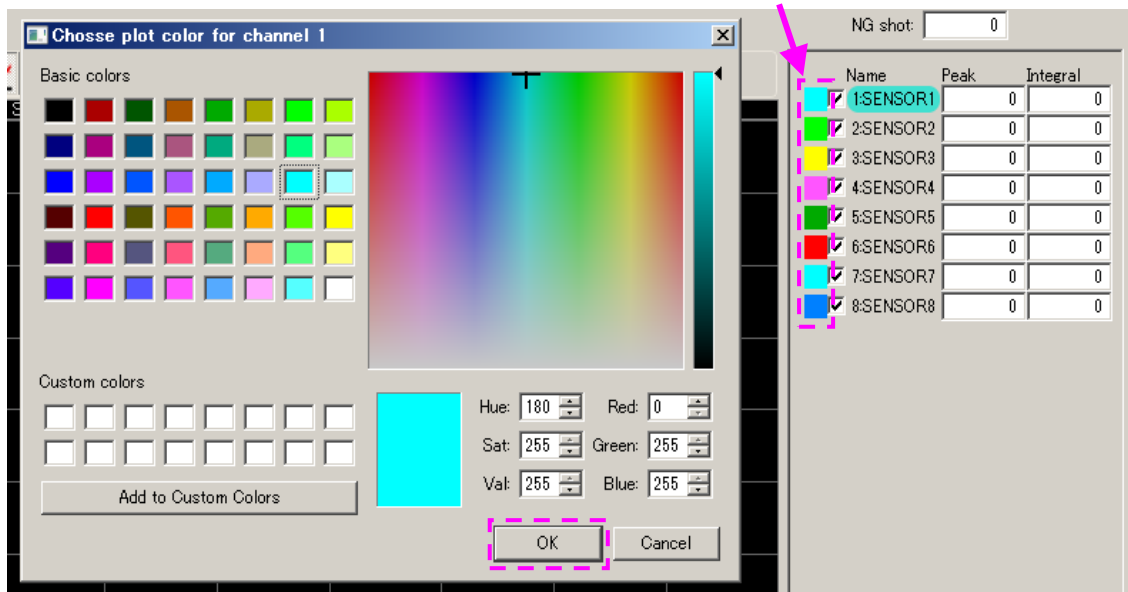 Chosse plot color for channel 1
Basic colors
Custom colors
Add to Custom Colors
Hue: 180 Red: 0
Sat: 255 Green: 255
Val: 255 Blue: 255
OK Cancel
NG shot: 0
Name Peak Integral
1:SENSOR1 0 0
2:SENSOR2 0 0
3:SENSOR3 0 0
4:SENSOR4 0 0
5:SENSOR5 0 0
6:SENSOR6 0 0
7:SENSOR7 0 0
8:SENSOR8 0 0